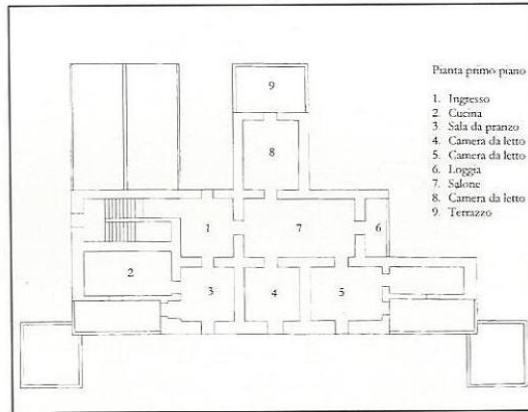 9
8
1
7
6
2
3
4
5
Pianta primo piano
1. Ingresso
2. Cucina
3. Sala da pranzo
4. Camera da letto
5. Camera da letto
6. Loggia
7. Salone
8. Camera da letto
9. Terrazzo